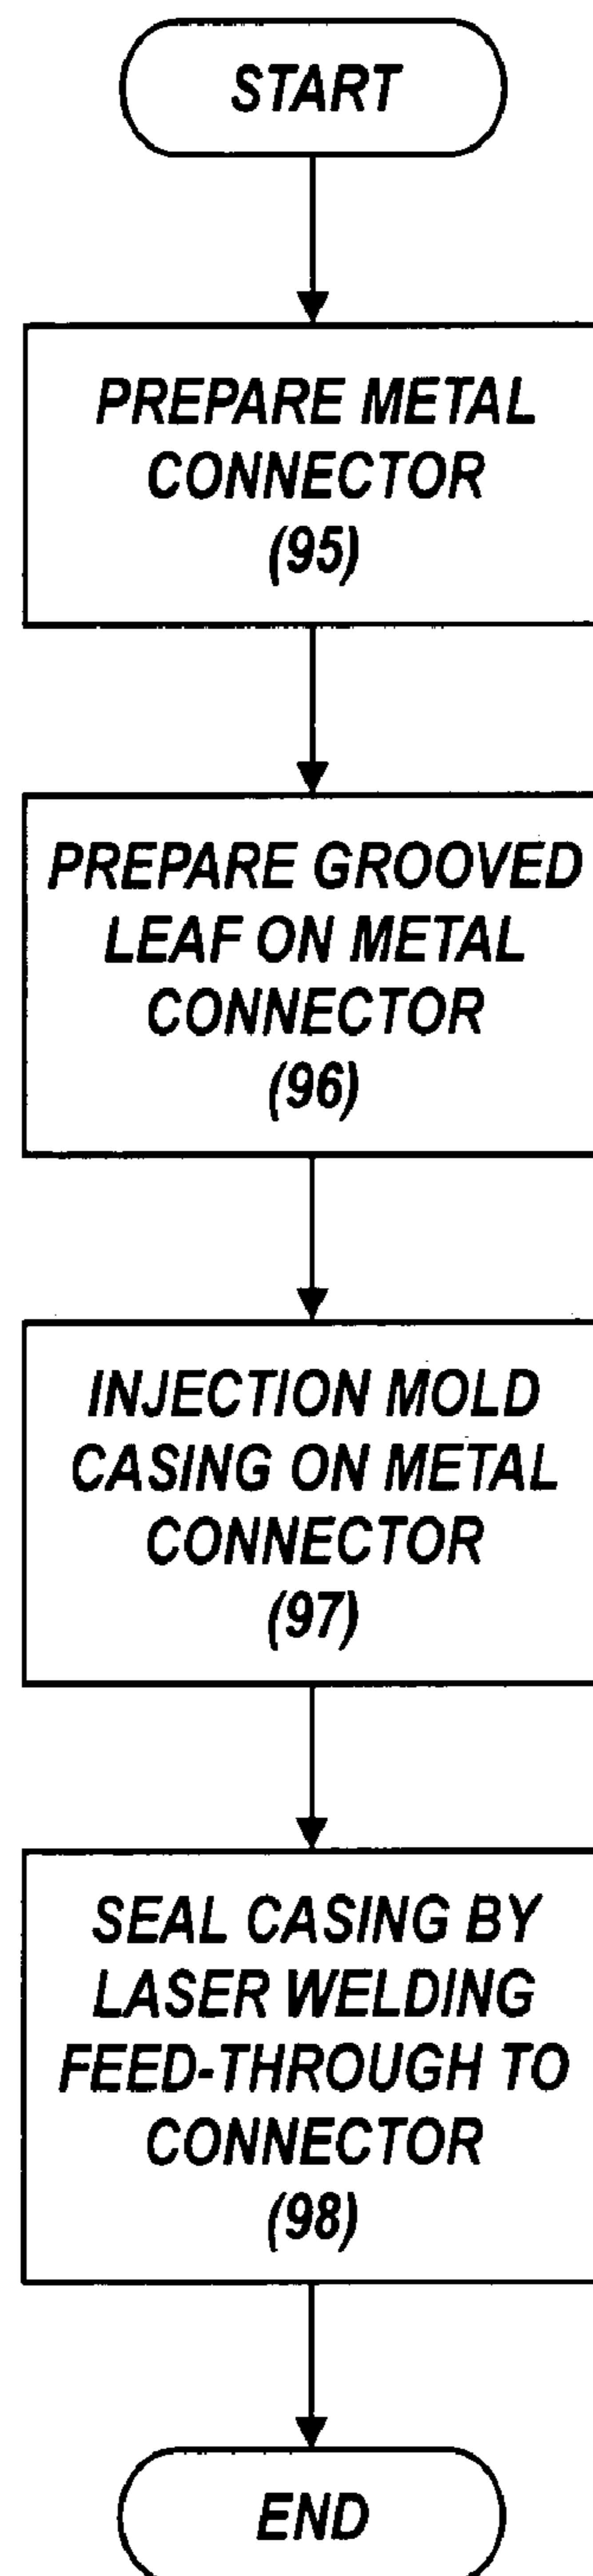 START
PREPARE METAL
CONNECTOR
(95)
PREPARE GROOVED
LEAF ON METAL
CONNECTOR
(96)
INJECTION MOLD
CASING ON METAL
CONNECTOR
(97)
SEAL CASING BY
LASER WELDING
FEED-THROUGH TO
CONNECTOR
(98)
END